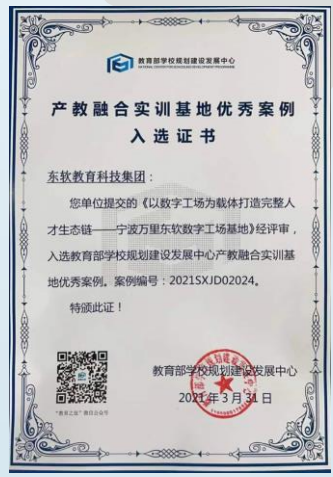 教育部学校规划建设发展中心
产教融合实训基地优秀案例
入选证书
东软教育科技集团：
您单位提交的《以数字工场为载体打造完整人
才生态链——宁波万里东软数字工场基地》经评审，
入选教育部学校规划建设发展中心产教融合实训基
地优秀案例。案例编号：2021SXJD02024。
特颁此证！
教育部学校规划建设发展中心
2021年3月31日